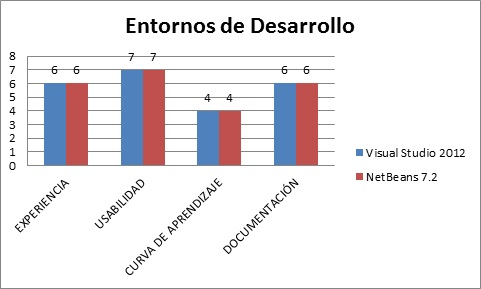 Entornos de Desarrollo
8
7
6
5
4
3
2
1
0
6 6
7 7
4 4
6 6
EXPERIENCIA
USABILIDAD
CURVA DE APRENDIZAJE
DOCUMENTACIÓN
Visual Studio 2012
NetBeans 7.2